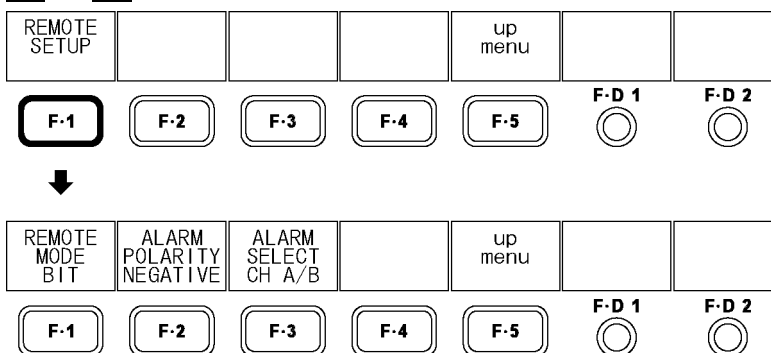 REMOTE
SETUP
up
menu
F·1
F·2
F·3
F·4
F·5
F·D 1
F·D 2
REMOTE
MODE
BIT
ALARM
POLARITY
NEGATIVE
ALARM
SELECT
CH A/B
up
menu
F·1
F·2
F·3
F·4
F·5
F·D 1
F·D 2